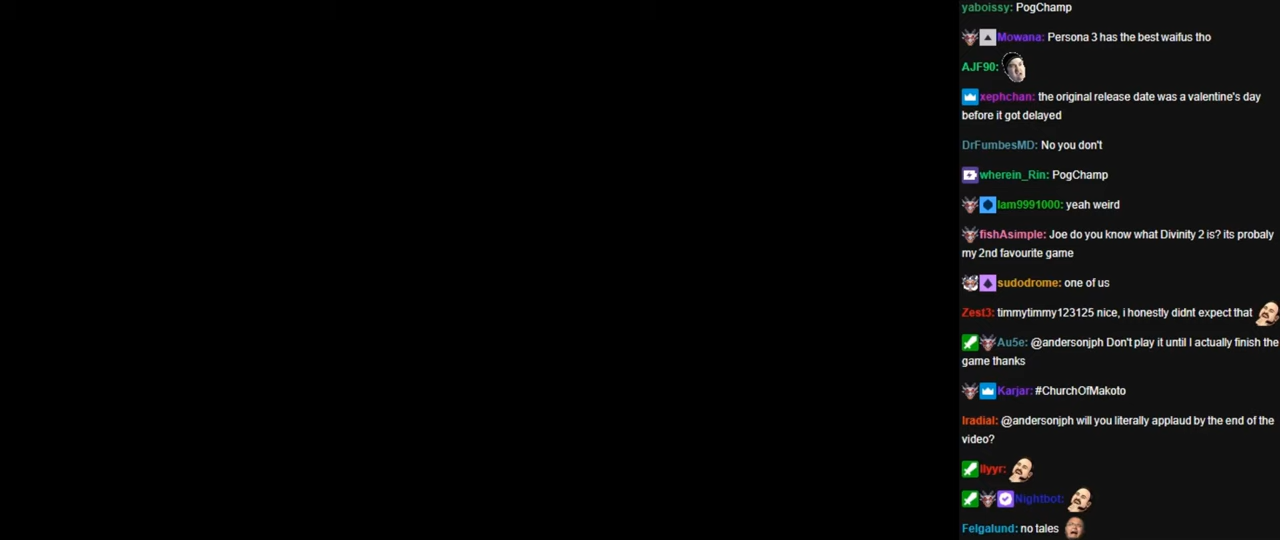 yaboissy: PogChamp
Mowana: Persona 3 has the best waifus tho
AJF90:
xephchan: the original release date was a valentine's day
before it got delayed
DrFumbesMD: No you don't
wherein_Rin: PogChamp
lam9991000: yeah weird
fishAsimple: Joe do you know what Divinity 2 is? its probaly
my 2nd favourite game
sudodrome: one of us
Zest3: timmytimmy123125 nice, i honestly didnt expect that
Au5e: @andersonjph Don't play it until I actually finish the
game thanks
Karjar: #ChurchOfMakoto
Iradial: @andersonjph will you literally applaud by the end of the
video?
llyyr:
Nightbot:
Felgalund: no tales